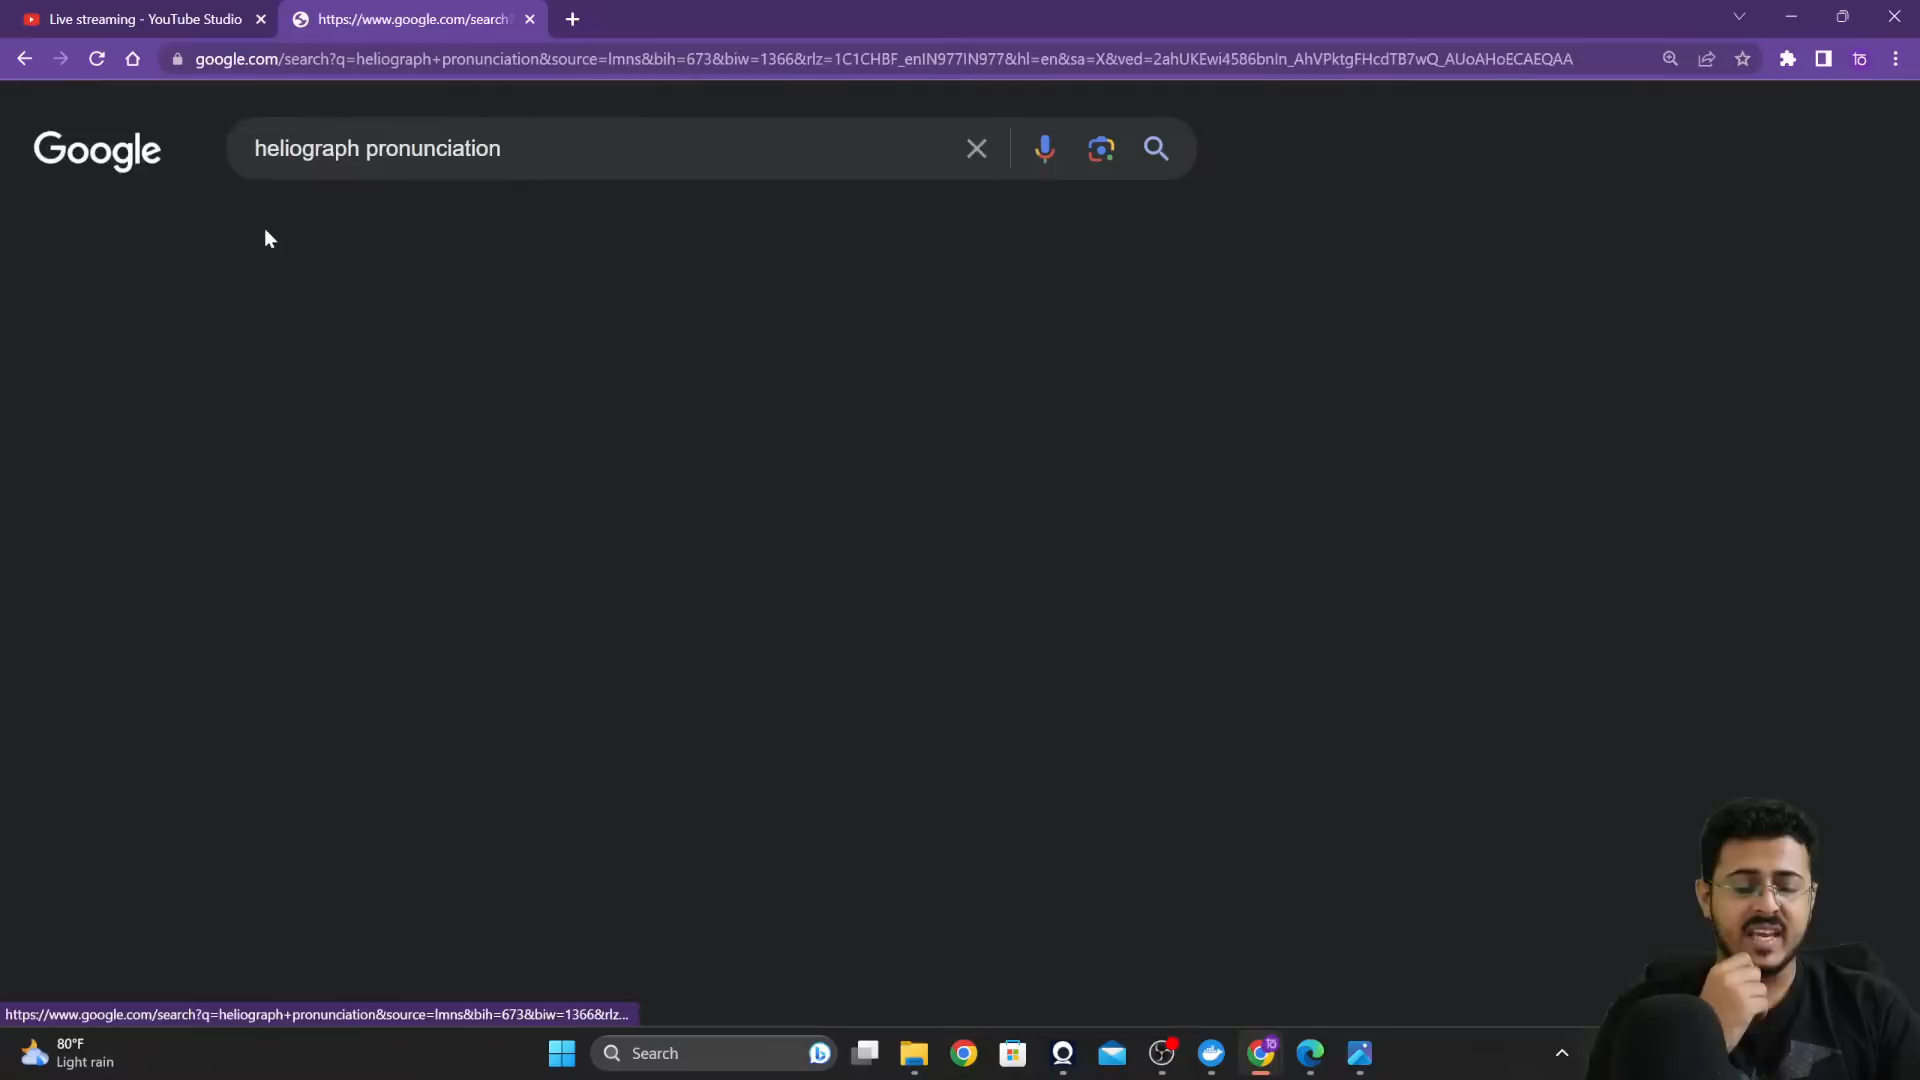 Live streaming - YouTube Studio
https://www.google.com/search?
google.com/search?q=heliograph+pronunciation&source=lmns&bih=673&biw=1366&rlz=1C1CHBF_enIN977IN977&hl=en&sa=X&ved=2ahUKEwi4586bnIn_AhVPktgFHcdTB7wQ_AUoAHoECAEQAA
Google
heliograph pronunciation
https://www.google.com/search?q=heliograph+pronunciation&source=lmns&bih=673&biw=1366&rlz...
80°F
Light rain
Search